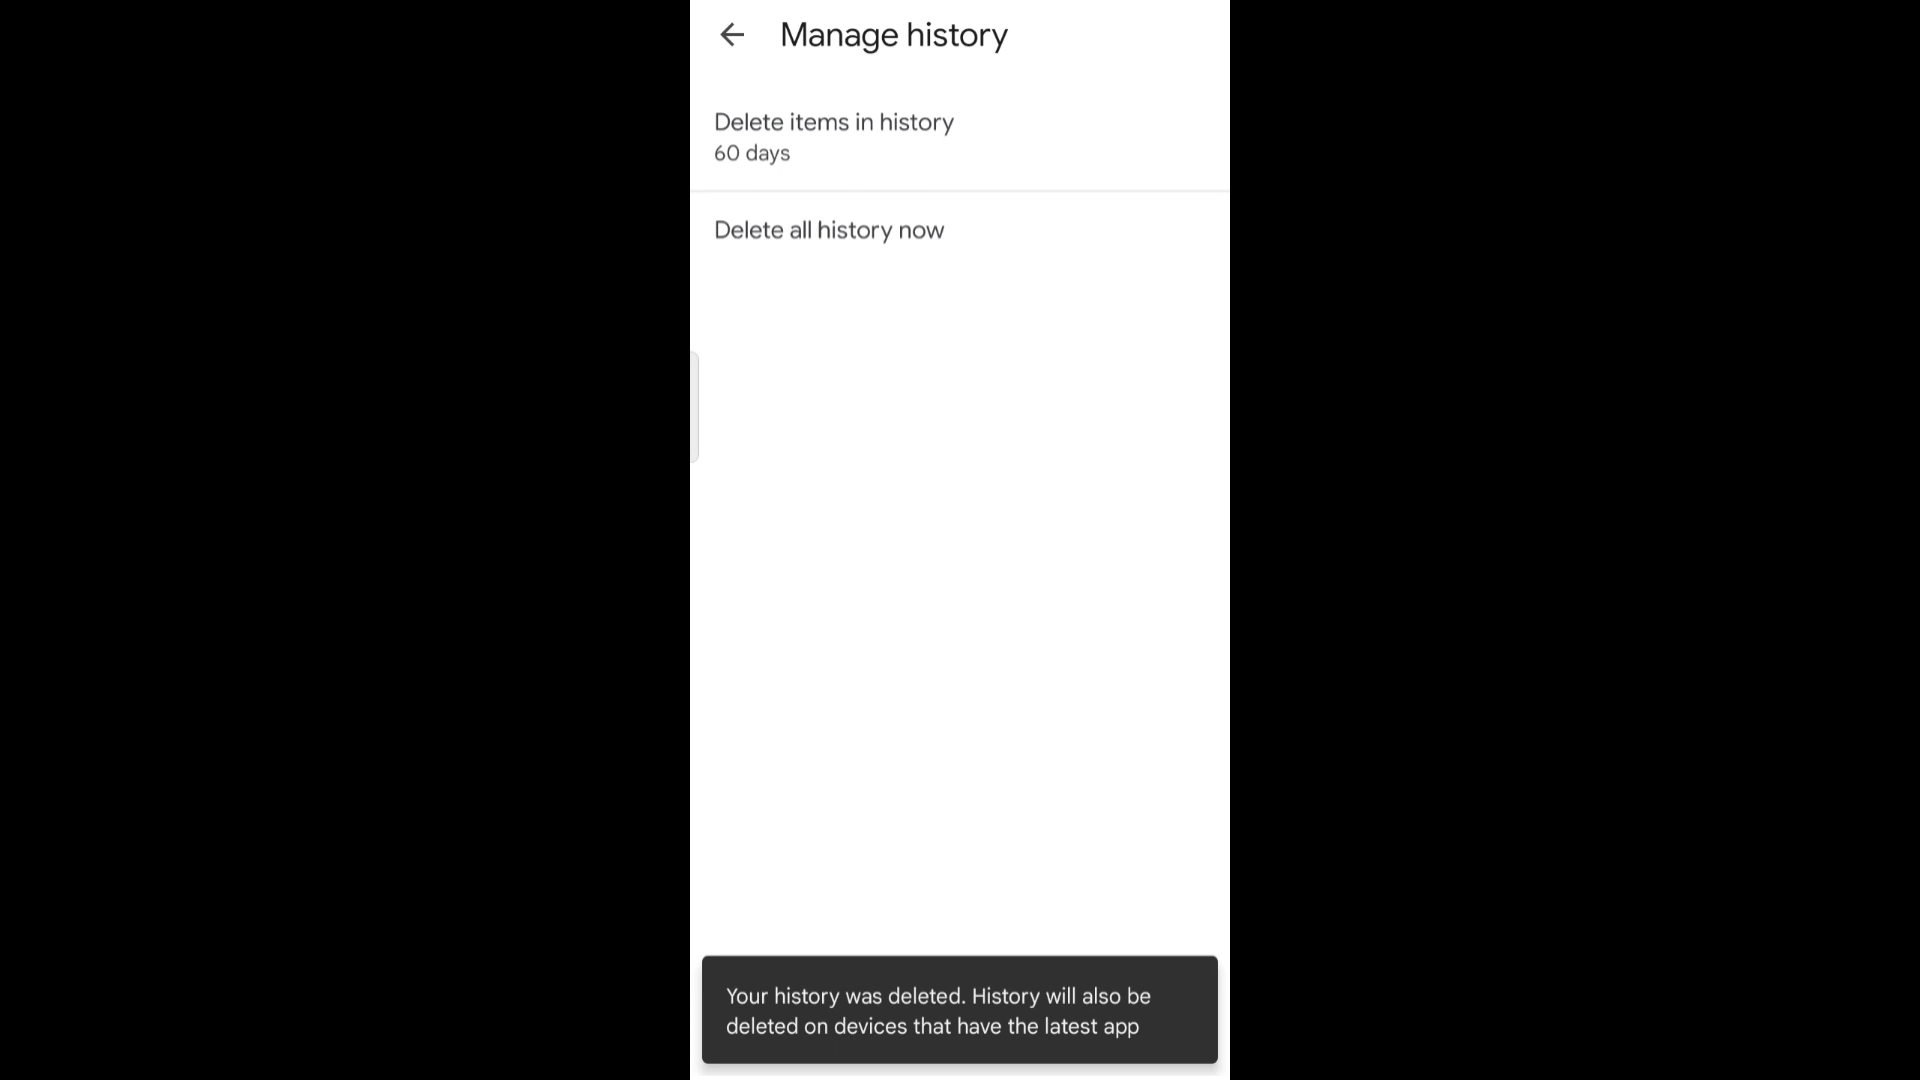 Manage history
Delete items in history
60 days
Delete all history now
Your history was deleted. History will also be
deleted on devices that have the latest app